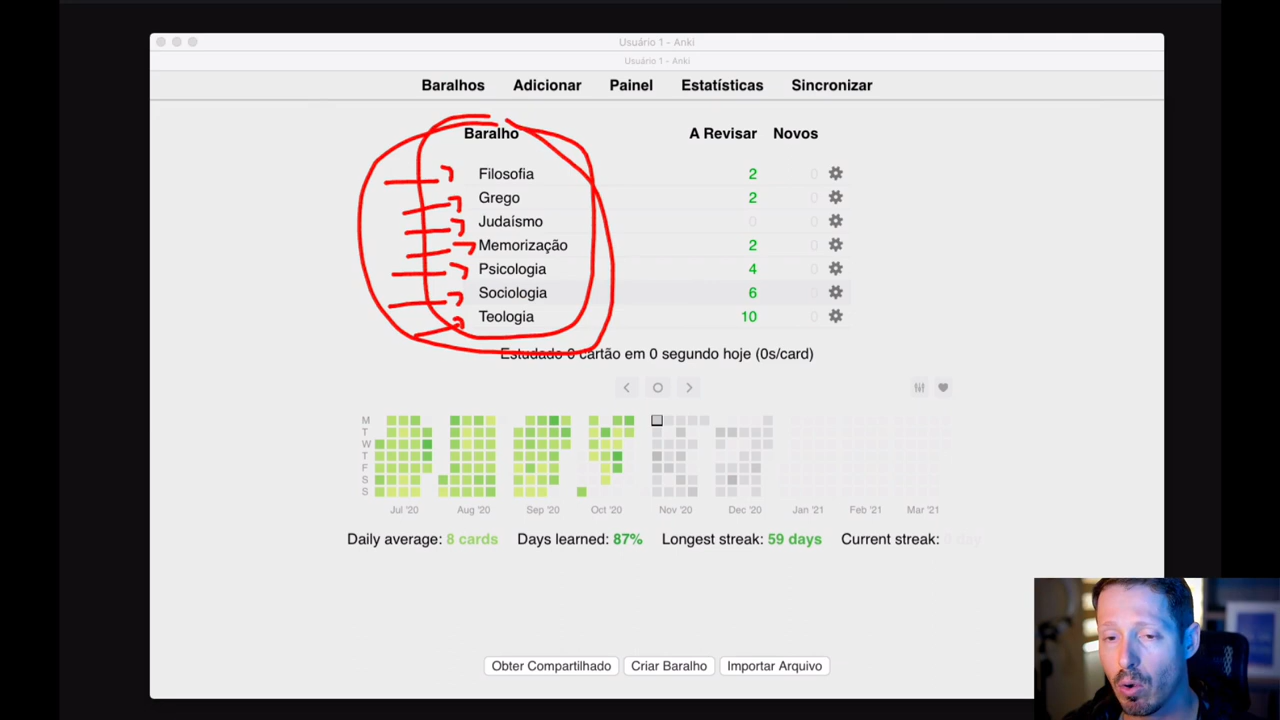 Usuário 1 - Anki
Usuário 1 - Anki
Baralhos Adicionar Painel Estatísticas Sincronizar
Baralho A Revisar Novos
Filosofia 2 0
Grego 2 0
Judaísmo 0 0
Memorização 2 0
Psicologia 4 0
Sociologia 6 0
Teologia 10 0
Estudado 0 cartão em 0 segundo hoje (0s/card)
M
T
W
T
F
S
S
Jul '20 Aug '20 Sep '20 Oct '20 Nov '20 Dec '20 Jan '21 Feb '21 Mar '21
Daily average: 8 cards Days learned: 87% Longest streak: 59 days Current streak: 0 day
Obter Compartilhado Criar Baralho Importar Arquivo